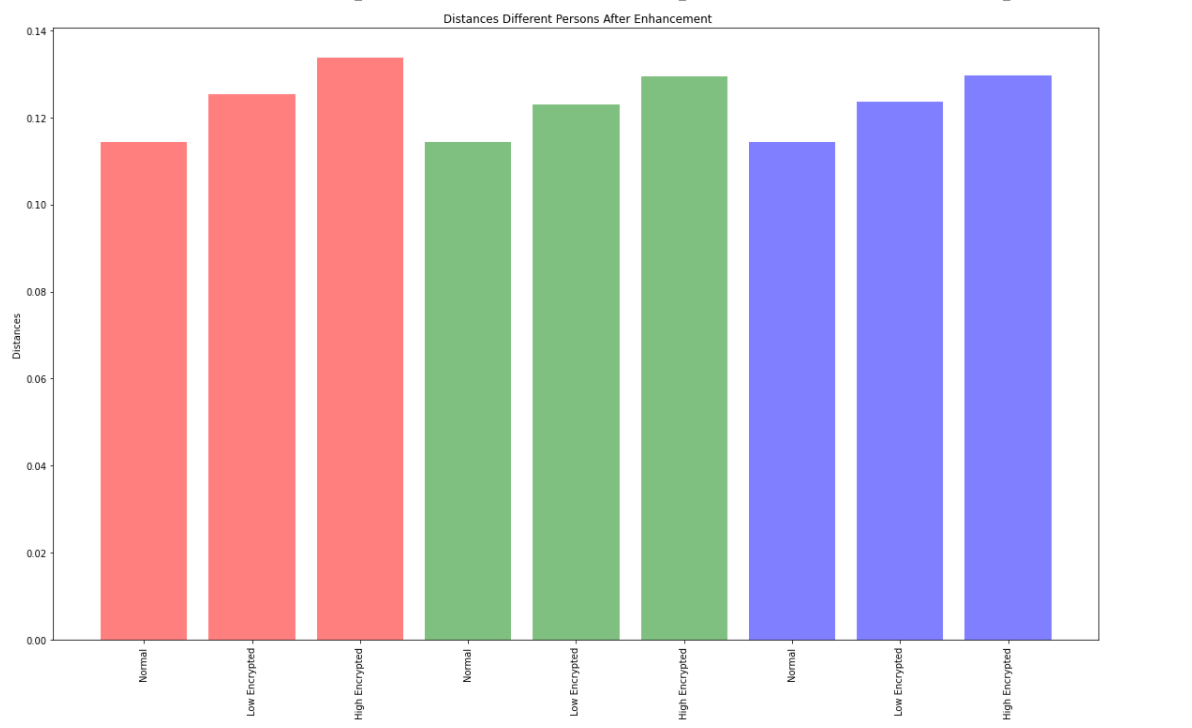 Distances Different Persons After Enhancement
0.14
0.12
0.10
0.08
0.06
0.04
0.02
0.00
Distances
Normal
Low Encrypted
High Encrypted
Normal
Low Encrypted
High Encrypted
Normal
Low Encrypted
High Encrypted